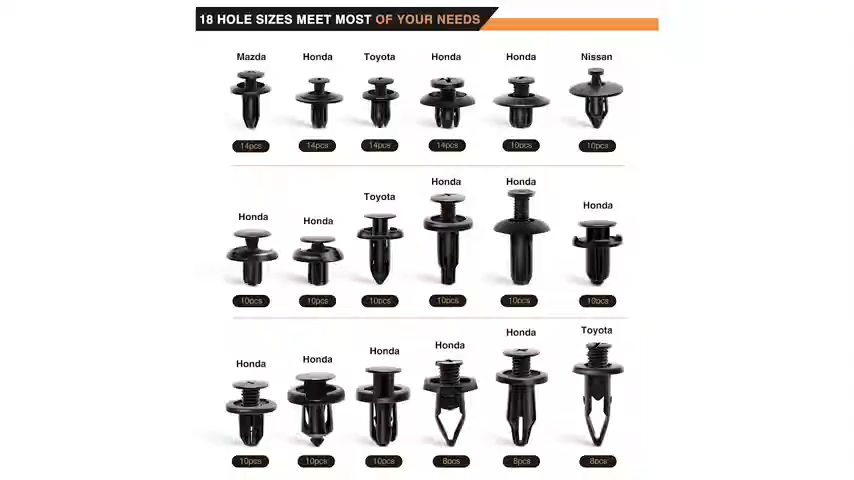 18 HOLE SIZES MEET MOST OF YOUR NEEDS
Mazda Honda Toyota Honda Honda Nissan
14pcs 14pcs 14pcs 14pcs 10pcs 10pcs
Honda Honda Toyota Honda Honda Honda
10pcs 10pcs 10pcs 10pcs 10pcs 10pcs
Honda Honda Honda Honda Honda Toyota
10pcs 10pcs 10pcs 8pcs 8pcs 8pcs